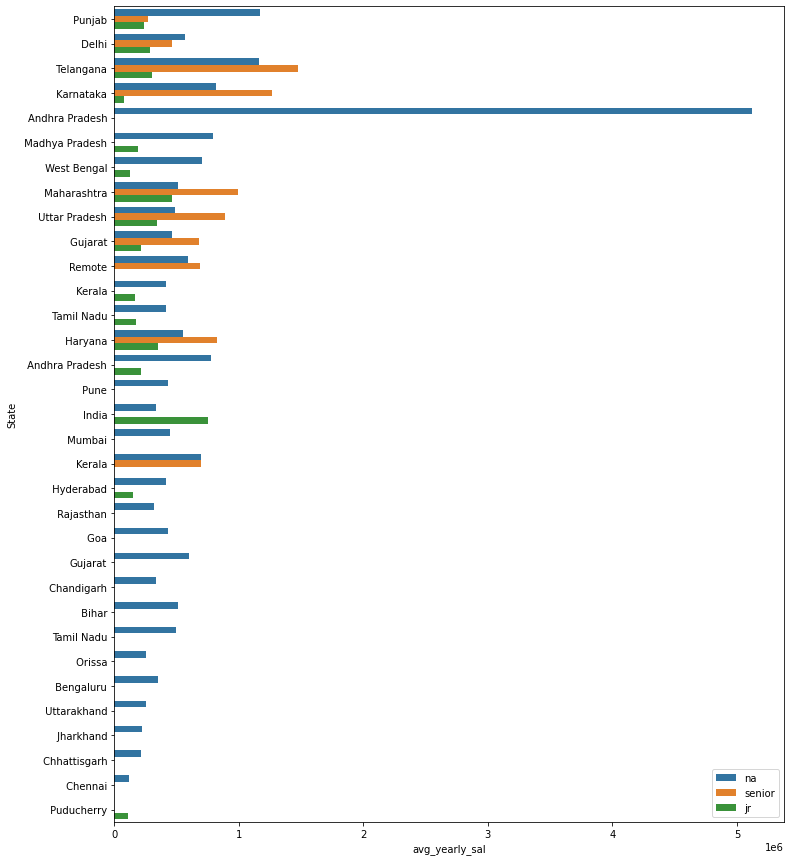 Punjab
Delhi
Telangana
Karnataka
Andhra Pradesh
Madhya Pradesh
West Bengal
Maharashtra
Uttar Pradesh
Gujarat
Remote
Kerala
Tamil Nadu
Haryana
Andhra Pradesh
Pune
India
Mumbai
Kerala
Hyderabad
Rajasthan
Goa
Gujarat
Chandigarh
Bihar
Tamil Nadu
Orissa
Bengaluru
Uttarakhand
Jharkhand
Chhattisgarh
Chennai
Puducherry
State
na
senior
jr
0 1 2 3 4 5
1e6
avg_yearly_sal